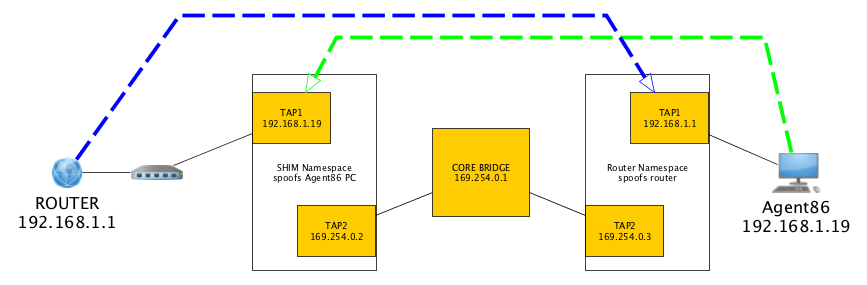 TAP1
192.168.1.19
TAP1
192.168.1.1
SHIM Namespace
spoofs Agent86 PC
CORE BRIDGE
169.254.0.1
Router Namespace
spoofs router
ROUTER
192.168.1.1
TAP2
169.254.0.2
TAP2
169.254.0.3
Agent86
192.168.1.19